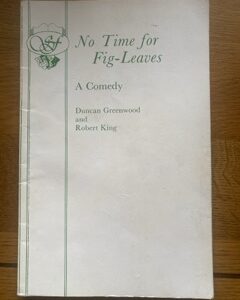 No Time for
Fig-Leaves
A Comedy
Duncan Greenwood
and
Robert King